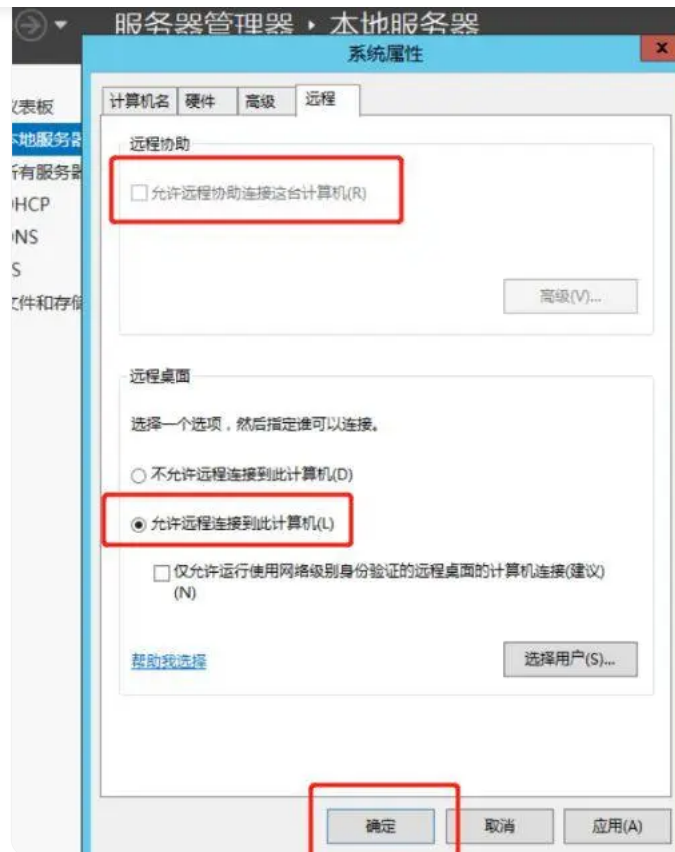 服务器管理器 · 本地服务器
系统属性
x
计算机名 硬件 高级 远程
仪表板
本地服务器
所有服务器
DHCP
DNS
IS
文件和存储
远程协助
允许远程协助连接这台计算机(R)
高级(V)...
远程桌面
选择一个选项，然后指定谁可以连接。
不允许远程连接到此计算机(D)
允许远程连接到此计算机(L)
仅允许运行使用网络级别身份验证的远程桌面的计算机连接(建议)
(N)
帮助我选择
选择用户(S)...
确定 取消 应用(A)